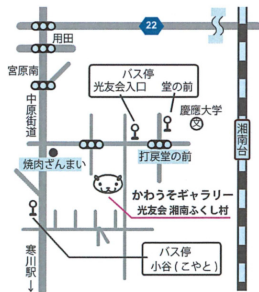 22
用田
宮原南
バス停
光友会入口　堂の前
慶應大学
文
中原街道
湘南台
焼肉ざんまい
打戻堂の前
かわうそギャラリー
光友会 湘南ふくし村
バス停
小谷(こやと)
寒川駅→